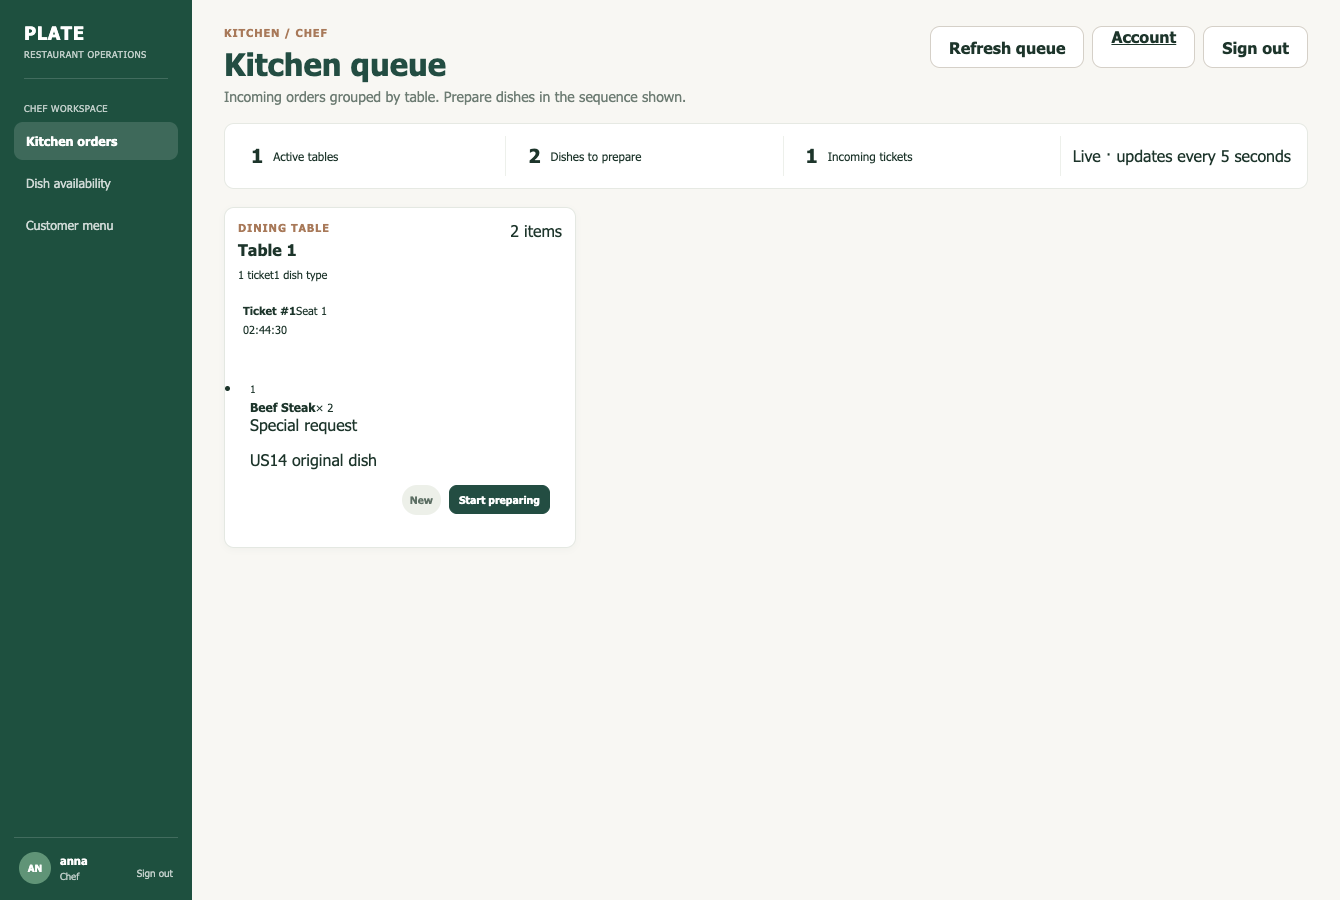 PLATE
RESTAURANT OPERATIONS
CHEF WORKSPACE
Kitchen orders
Dish availability
Customer menu
AN
anna
Chef
Sign out
KITCHEN / CHEF
Kitchen queue
Incoming orders grouped by table. Prepare dishes in the sequence shown.
Refresh queue
Account
Sign out
1 Active tables
2 Dishes to prepare
1 Incoming tickets
Live · updates every 5 seconds
DINING TABLE
Table 1
2 items
1 ticket1 dish type
Ticket #1Seat 1
02:44:30
1
Beef Steak× 2
Special request
US14 original dish
New
Start preparing